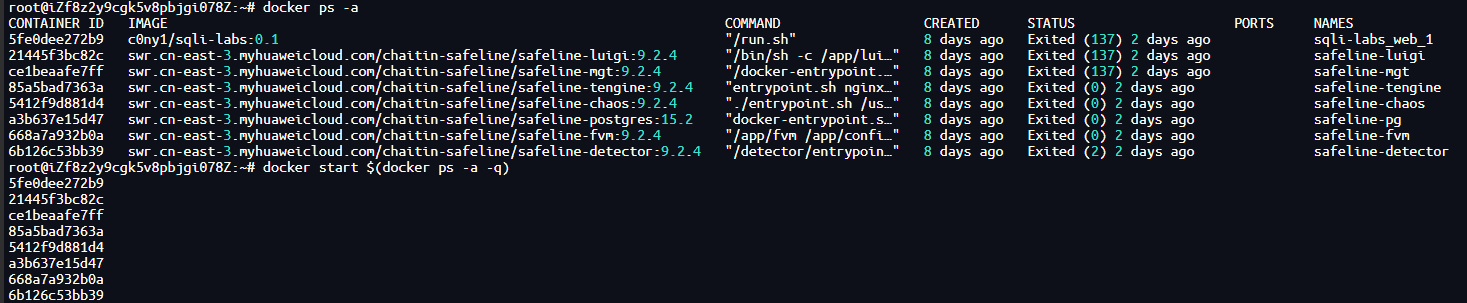 root@iZf8z2y9cgk5v8pbjgi078Z:~# docker ps -a
CONTAINER ID   IMAGE                                                                    COMMAND                  CREATED      STATUS                    PORTS     NAMES
5fe0dee272b9   c0ny1/sqli-labs:0.1                                                      "/run.sh"                8 days ago   Exited (137) 2 days ago             sqli-labs_web_1
21445f3bc82c   swr.cn-east-3.myhuaweicloud.com/chaitin-safeline/safeline-luigi:9.2.4      "/bin/sh -c /app/lui…"   8 days ago   Exited (137) 2 days ago             safeline-luigi
ce1beaafe7ff   swr.cn-east-3.myhuaweicloud.com/chaitin-safeline/safeline-mgt:9.2.4        "/docker-entrypoint.…"   8 days ago   Exited (137) 2 days ago             safeline-mgt
85a5bad7363a   swr.cn-east-3.myhuaweicloud.com/chaitin-safeline/safeline-tengine:9.2.4    "entrypoint.sh nginx…"   8 days ago   Exited (0) 2 days ago               safeline-tengine
5412f9d881d4   swr.cn-east-3.myhuaweicloud.com/chaitin-safeline/safeline-chaos:9.2.4      "./entrypoint.sh /us…"   8 days ago   Exited (0) 2 days ago               safeline-chaos
a3b637e15d47   swr.cn-east-3.myhuaweicloud.com/chaitin-safeline/safeline-postgres:15.2    "docker-entrypoint.s…"   8 days ago   Exited (0) 2 days ago               safeline-pg
668a7a932b0a   swr.cn-east-3.myhuaweicloud.com/chaitin-safeline/safeline-fvm:9.2.4        "/app/fvm /app/confi…"   8 days ago   Exited (0) 2 days ago               safeline-fvm
6b126c53bb39   swr.cn-east-3.myhuaweicloud.com/chaitin-safeline/safeline-detector:9.2.4   "/detector/entrypoin…"   8 days ago   Exited (2) 2 days ago               safeline-detector
root@iZf8z2y9cgk5v8pbjgi078Z:~# docker start $(docker ps -a -q)
5fe0dee272b9
21445f3bc82c
ce1beaafe7ff
85a5bad7363a
5412f9d881d4
a3b637e15d47
668a7a932b0a
6b126c53bb39